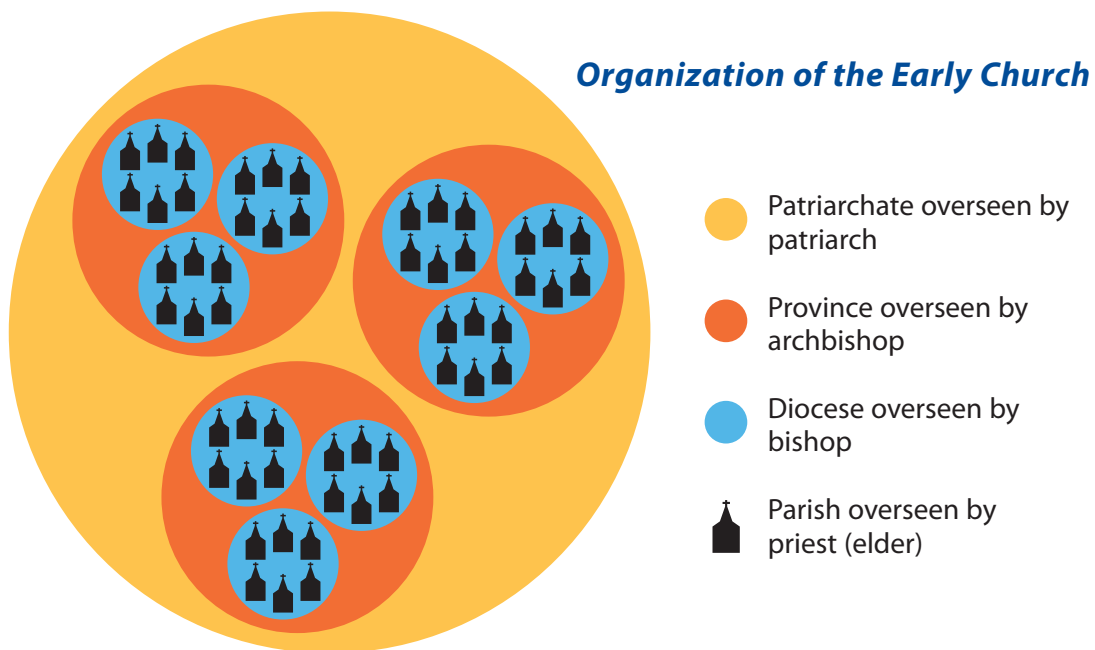 Organization of the Early Church
Patriarchate overseen by
patriarch
Province overseen by
archbishop
Diocese overseen by
bishop
Parish overseen by
priest (elder)